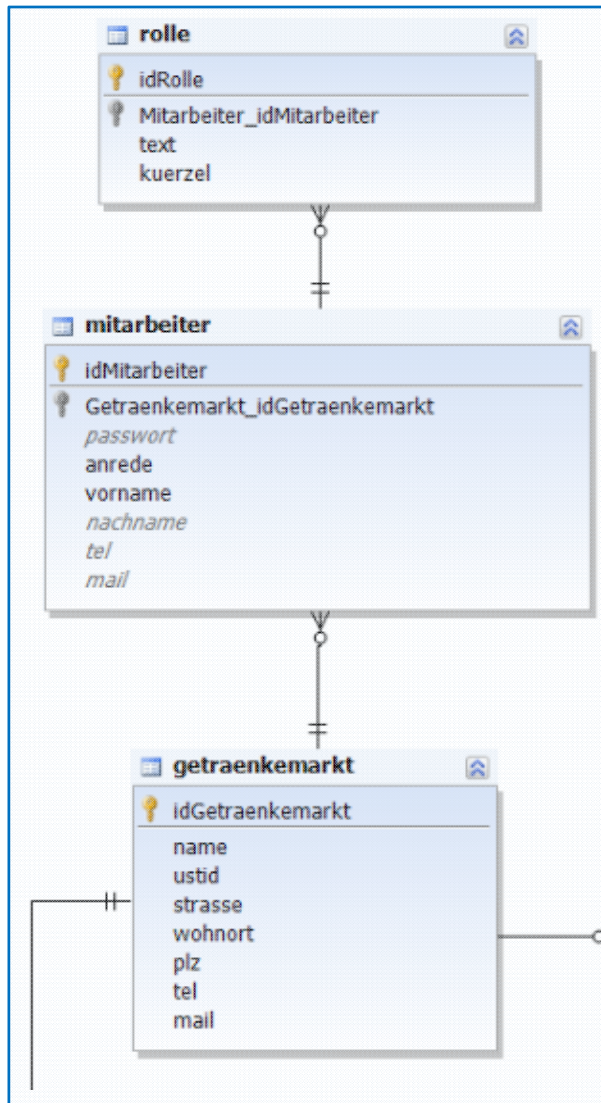 rolle
idRolle
Mitarbeiter_idMitarbeiter
text
kuerzel
mitarbeiter
idMitarbeiter
Getraenkemarkt_idGetraenkemarkt
passwort
anrede
vorname
nachname
tel
mail
getraenkemarkt
idGetraenkemarkt
name
ustid
strasse
wohnort
plz
tel
mail